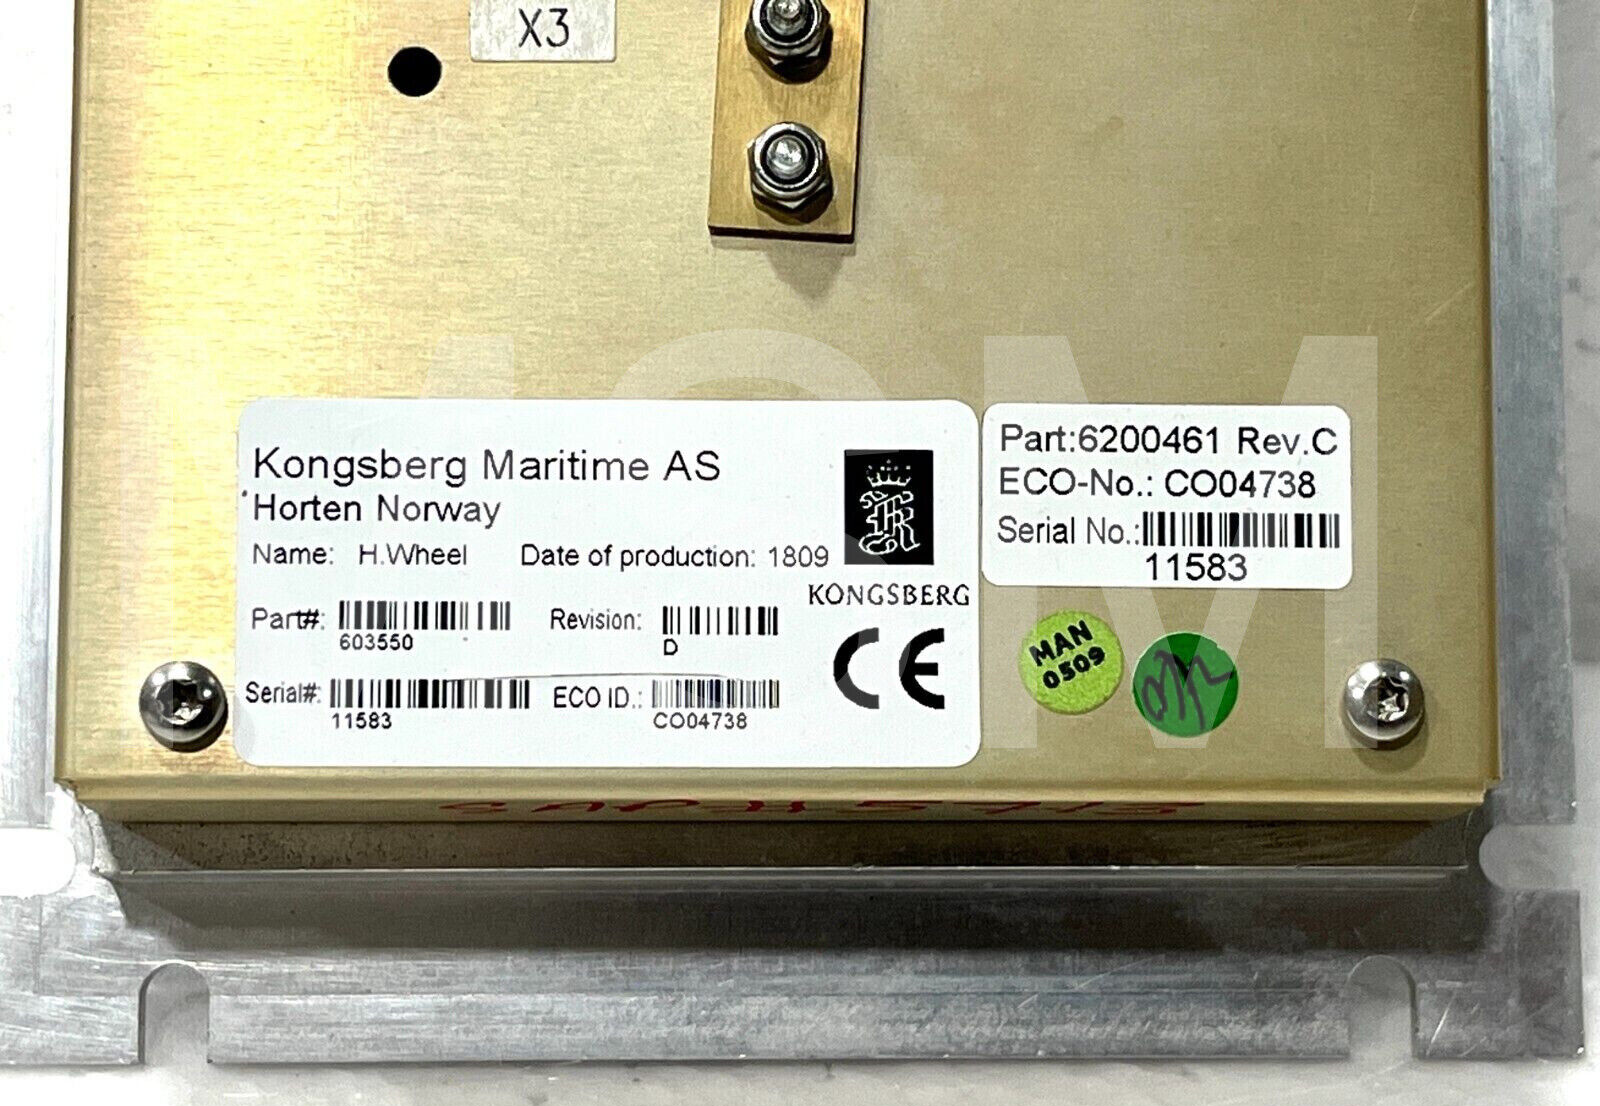 X3
Kongsberg Maritime AS
Horten Norway
Name: H.Wheel Date of production: 1809
KONGSBERG
Part#: 603550 Revision: D
CE
Serial#: 11583 ECO ID.: CO04738
Part:6200461 Rev.C
ECO-No.: CO04738
Serial No.:
11583
MAN
0509